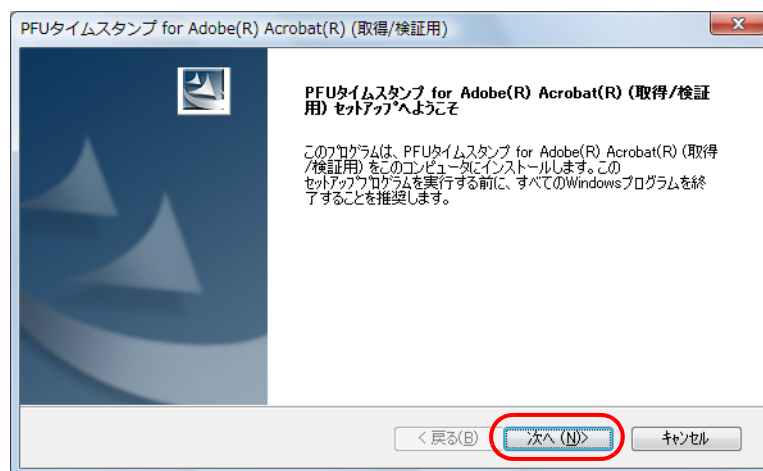 PFUタイムスタンプ for Adobe(R) Acrobat(R) (取得/検証用)
PFUタイムスタンプ for Adobe(R) Acrobat(R) (取得/検証
用) セットアップへようこそ
このプログラムは、PFUタイムスタンプ for Adobe(R) Acrobat(R) (取得
/検証用) をこのコンピュータにインストールします。この
セットアッププログラムを実行する前に、すべてのWindowsプログラムを終
了することを推奨します。
< 戻る(B)
次へ (N)>
キャンセル